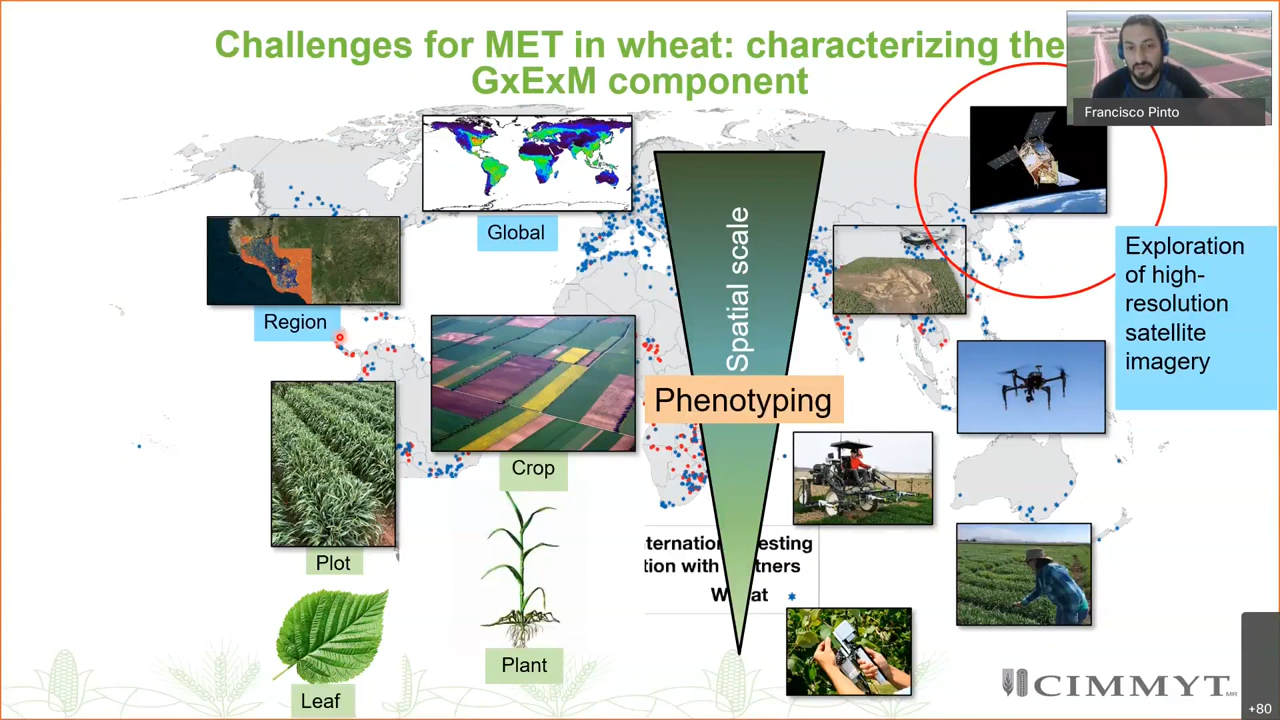 Challenges for MET in wheat: characterizing the
GxExM component
Francisco Pinto
Global
Region
Spatial scale
Exploration
of high-
resolution
satellite
imagery
Phenotyping
Crop
Plot
Plant
Leaf
CIMMYT
MR
+80